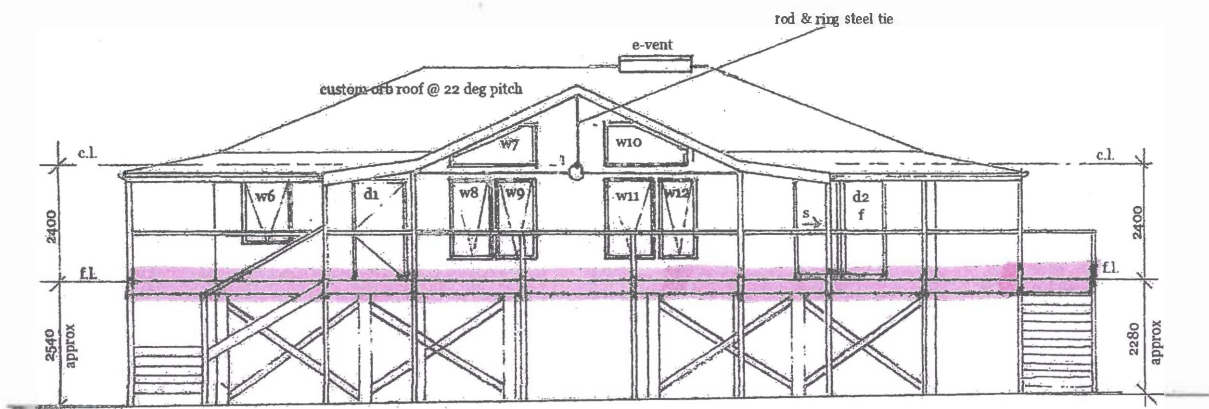 rod & ring steel tie
e-vent
custom orb roof @ 22 deg pitch
w7
w10
c.l.
c.l.
w6
d1
w8
w9
w11
w12
s
d2
f
2400
2400
f.l.
f.l.
2540
approx
2280
approx